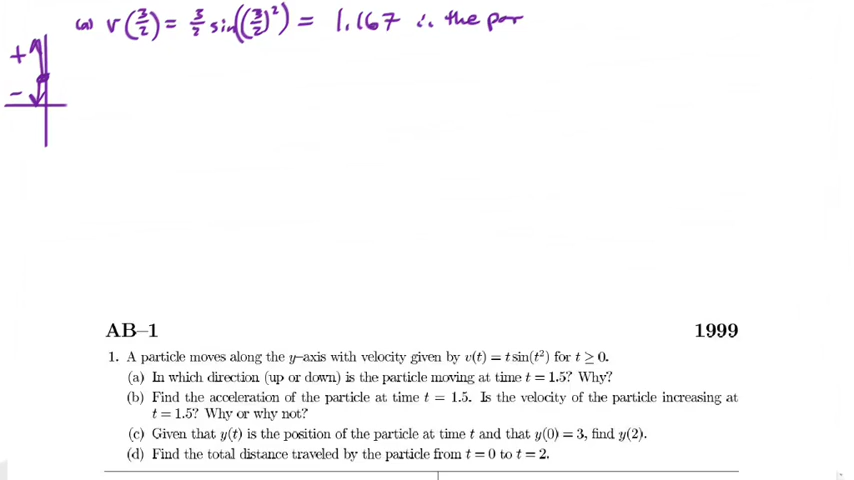 (a) v(3/2) = 3/2 sin((3/2)²) = 1.167 ∴ the par
+
−
AB–1 1999
1. A particle moves along the y–axis with velocity given by v(t) = t sin(t²) for t ≥ 0.
(a) In which direction (up or down) is the particle moving at time t = 1.5? Why?
(b) Find the acceleration of the particle at time t = 1.5. Is the velocity of the particle increasing at
t = 1.5? Why or why not?
(c) Given that y(t) is the position of the particle at time t and that y(0) = 3, find y(2).
(d) Find the total distance traveled by the particle from t = 0 to t = 2.